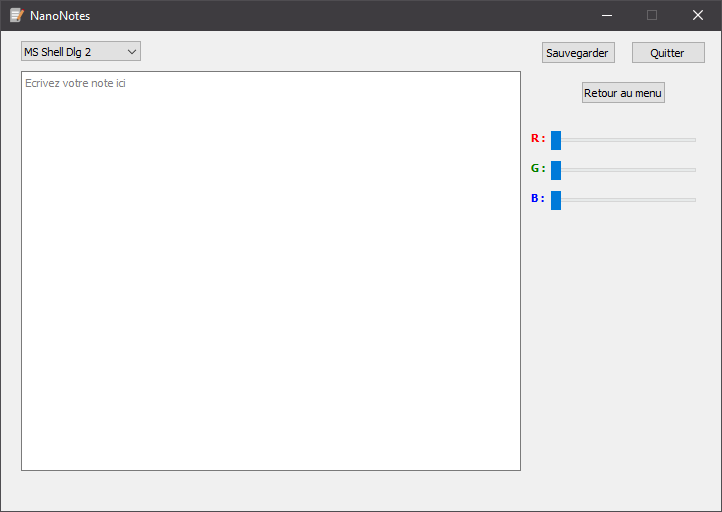 NanoNotes
MS Shell Dlg 2
Sauvegarder
Quitter
Ecrivez votre note ici
Retour au menu
R :
G :
B :